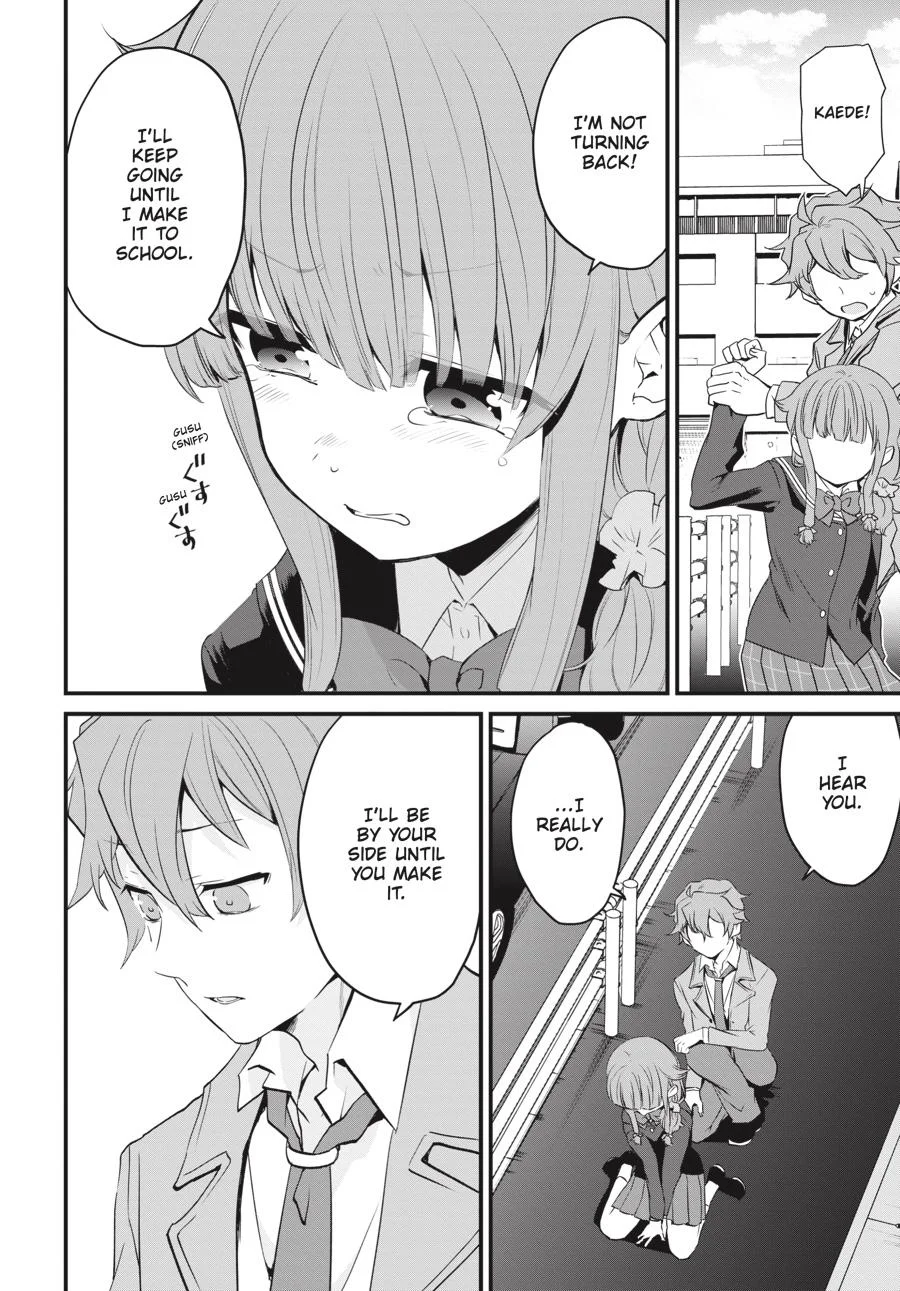 KAEDE!
I'M NOT
TURNING
BACK!
I'LL
KEEP
GOING
UNTIL
I MAKE
IT TO
SCHOOL.
GUSU
(SNIFF)
ぐす
GUSU
ぐす
I
HEAR
YOU.
...I
REALLY
DO.
I'LL BE
BY YOUR
SIDE UNTIL
YOU MAKE
IT.